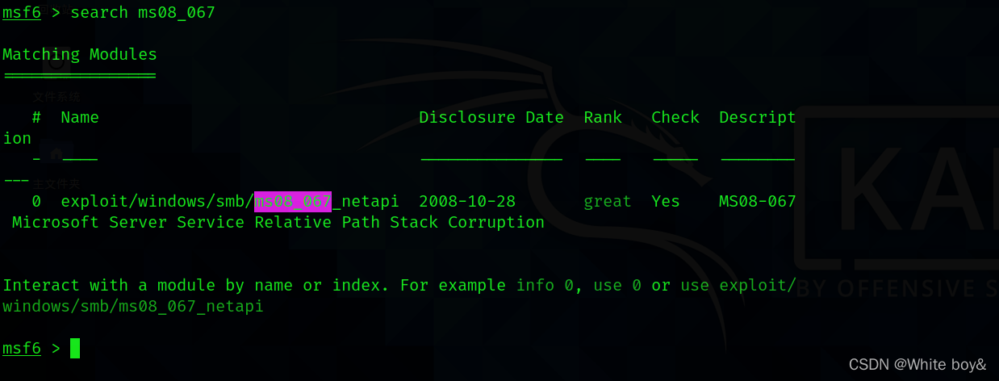 msf6 > search ms08_067
Matching Modules
================
文件系统
# Name Disclosure Date Rank Check Descript
ion
- ---- --------------- ---- ----- --------
---
主文件夹
0 exploit/windows/smb/ms08_067_netapi 2008-10-28 great Yes MS08-067
Microsoft Server Service Relative Path Stack Corruption
Interact with a module by name or index. For example info 0, use 0 or use exploit/
windows/smb/ms08_067_netapi
KA
BY OFFENSIVE S
msf6 >
CSDN @White boy&